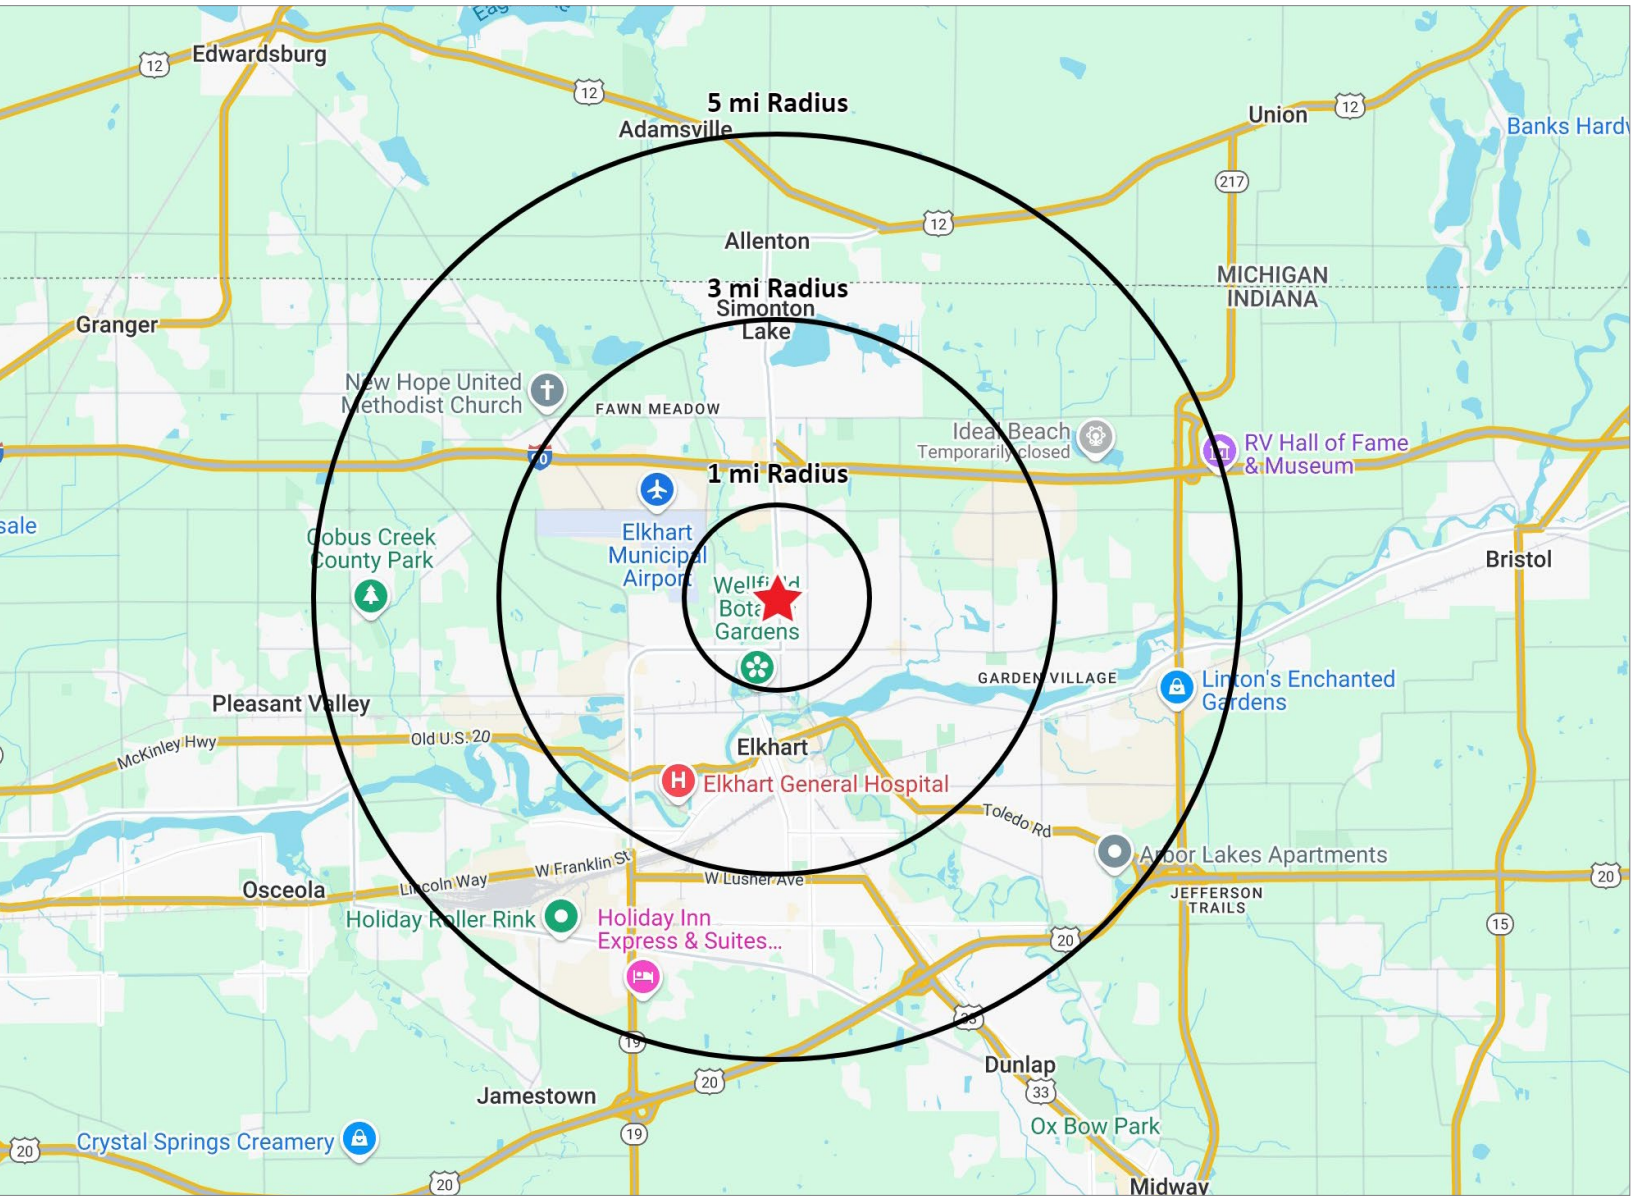 Eagle
Edwardsburg
12
12
5 mi Radius
Adamsville
Union
12
Banks Hardw
217
12
Allenton
MICHIGAN
INDIANA
3 mi Radius
Simonton
Lake
Granger
New Hope United
Methodist Church
FAWN MEADOW
Ideal Beach
Temporarily closed
RV Hall of Fame
& Museum
80
1 mi Radius
sale
Cobus Creek
County Park
Elkhart
Municipal
Airport
Wellfield
Botanic
Gardens
Bristol
GARDEN VILLAGE
Linton's Enchanted
Gardens
Pleasant Valley
McKinley Hwy
Old U.S. 20
Elkhart
H
Elkhart General Hospital
Toledo Rd
Arbor Lakes Apartments
W Franklin St
Lincoln Way
W Lusher Ave
Osceola
20
JEFFERSON
TRAILS
Holiday Roller Rink
Holiday Inn
Express & Suites...
20
15
33
19
Dunlap
20
33
Jamestown
Ox Bow Park
19
Crystal Springs Creamery
20
20
Midway